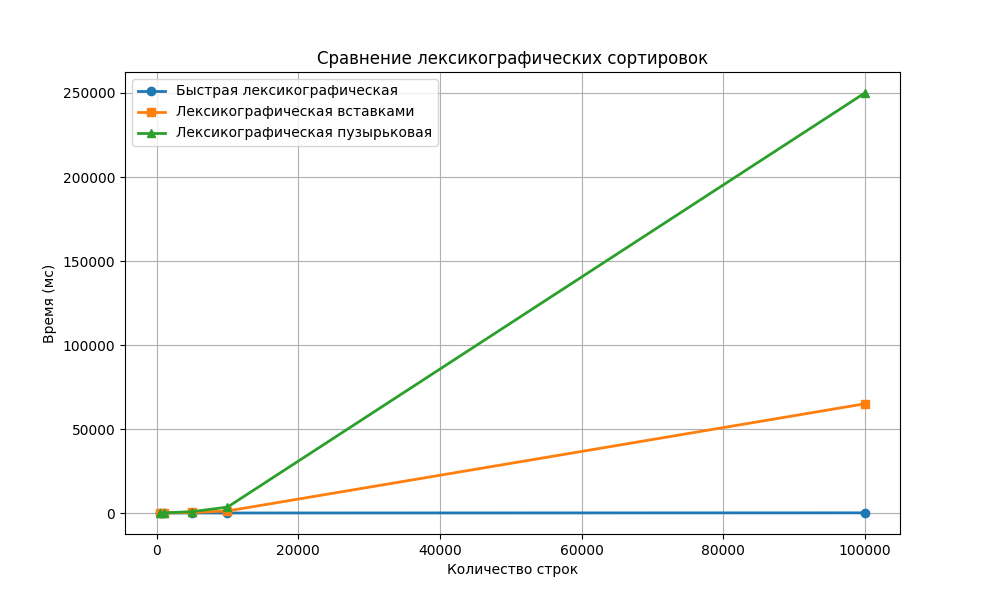 Сравнение лексикографических сортировок
Быстрая лексикографическая
Лексикографическая вставками
Лексикографическая пузырьковая
Время (мс)
250000
200000
150000
100000
50000
0
0 20000 40000 60000 80000 100000
Количество строк